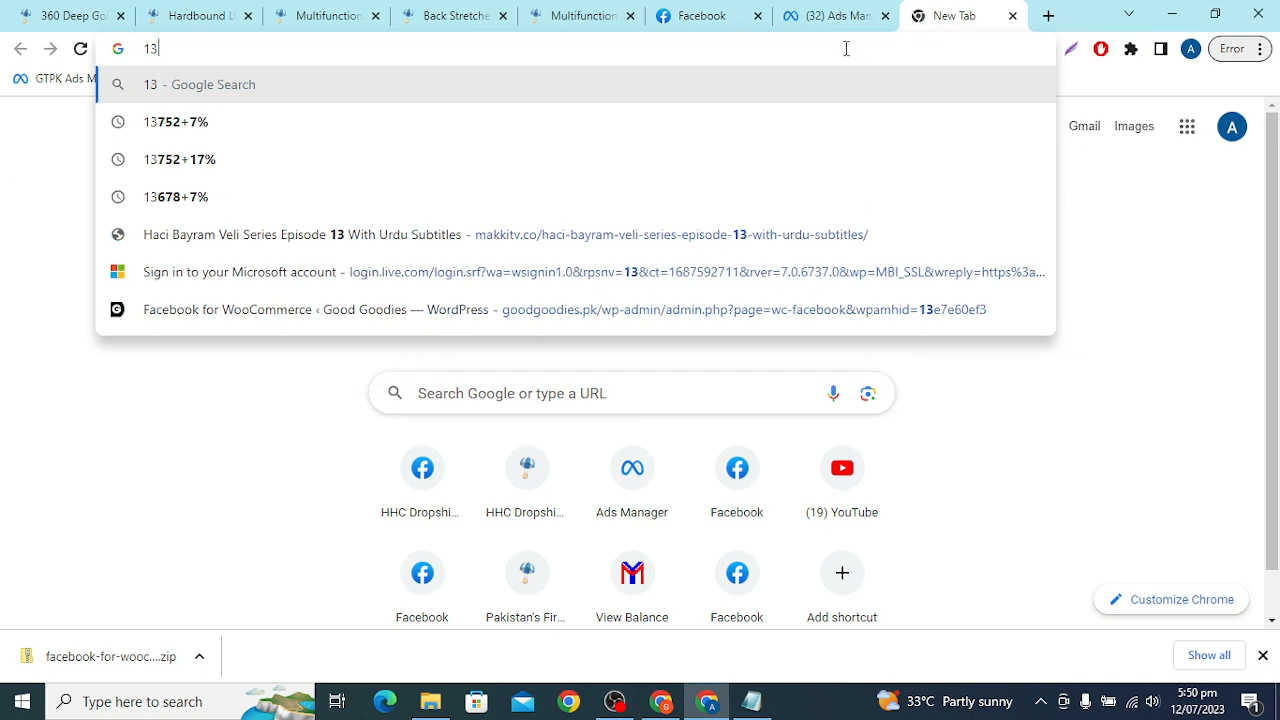 360 Deep Go
Hardbound Li
Multifunction
Back Stretche
Multifunction
Facebook
(32) Ads Man
New Tab
13
Error
GTPK Ads M
13 - Google Search
13752+7%
13752+17%
13678+7%
Haci Bayram Veli Series Episode 13 With Urdu Subtitles - makkitv.co/haci-bayram-veli-series-episode-13-with-urdu-subtitles/
Sign in to your Microsoft account - login.live.com/login.srf?wa=wsignin1.0&rpsnv=13&ct=1687592711&rver=7.0.6737.0&wp=MBI_SSL&wreply=https%3a...
Facebook for WooCommerce ‹ Good Goodies — WordPress - goodgoodies.pk/wp-admin/admin.php?page=wc-facebook&wpamhid=13e7e60ef3
Gmail Images A
Search Google or type a URL
HHC Dropshi... HHC Dropshi... Ads Manager Facebook (19) YouTube
Facebook Pakistan's Fir... View Balance Facebook Add shortcut
Customize Chrome
facebook-for-wooc....zip
Show all
Type here to search
33°C Partly sunny
5:50 pm
12/07/2023